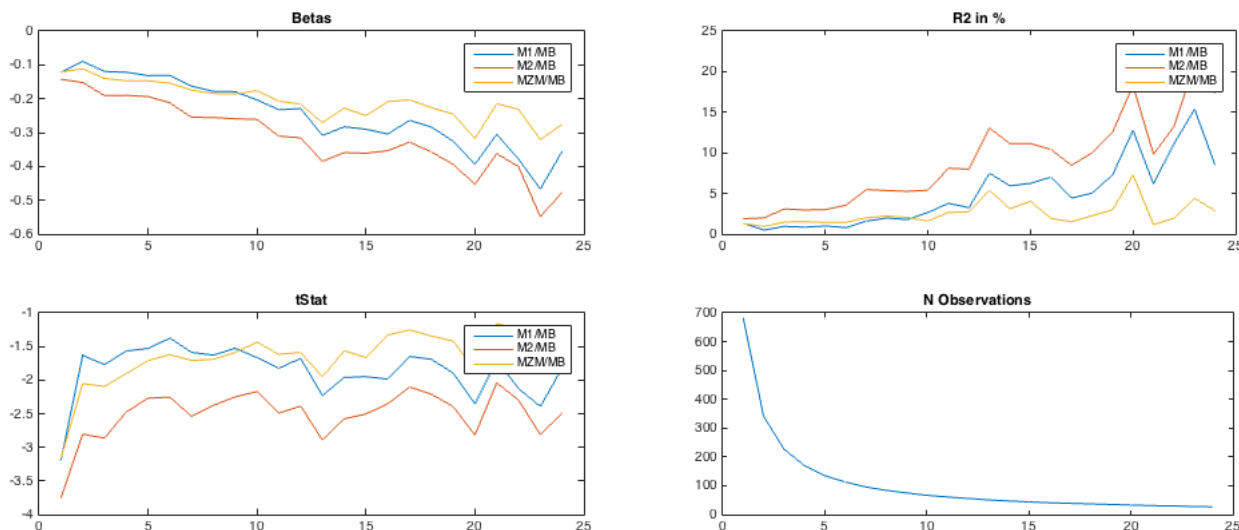 Betas
0
-0.1
-0.2
-0.3
-0.4
-0.5
-0.6
0 5 10 15 20 25
M1/MB
M2/MB
MZM/MB
R2 in %
25
20
15
10
5
0
0 5 10 15 20 25
M1/MB
M2/MB
MZM/MB
tStat
-1
-1.5
-2
-2.5
-3
-3.5
-4
0 5 10 15 20 25
M1/MB
M2/MB
MZM/MB
N Observations
700
600
500
400
300
200
100
0
0 5 10 15 20 25